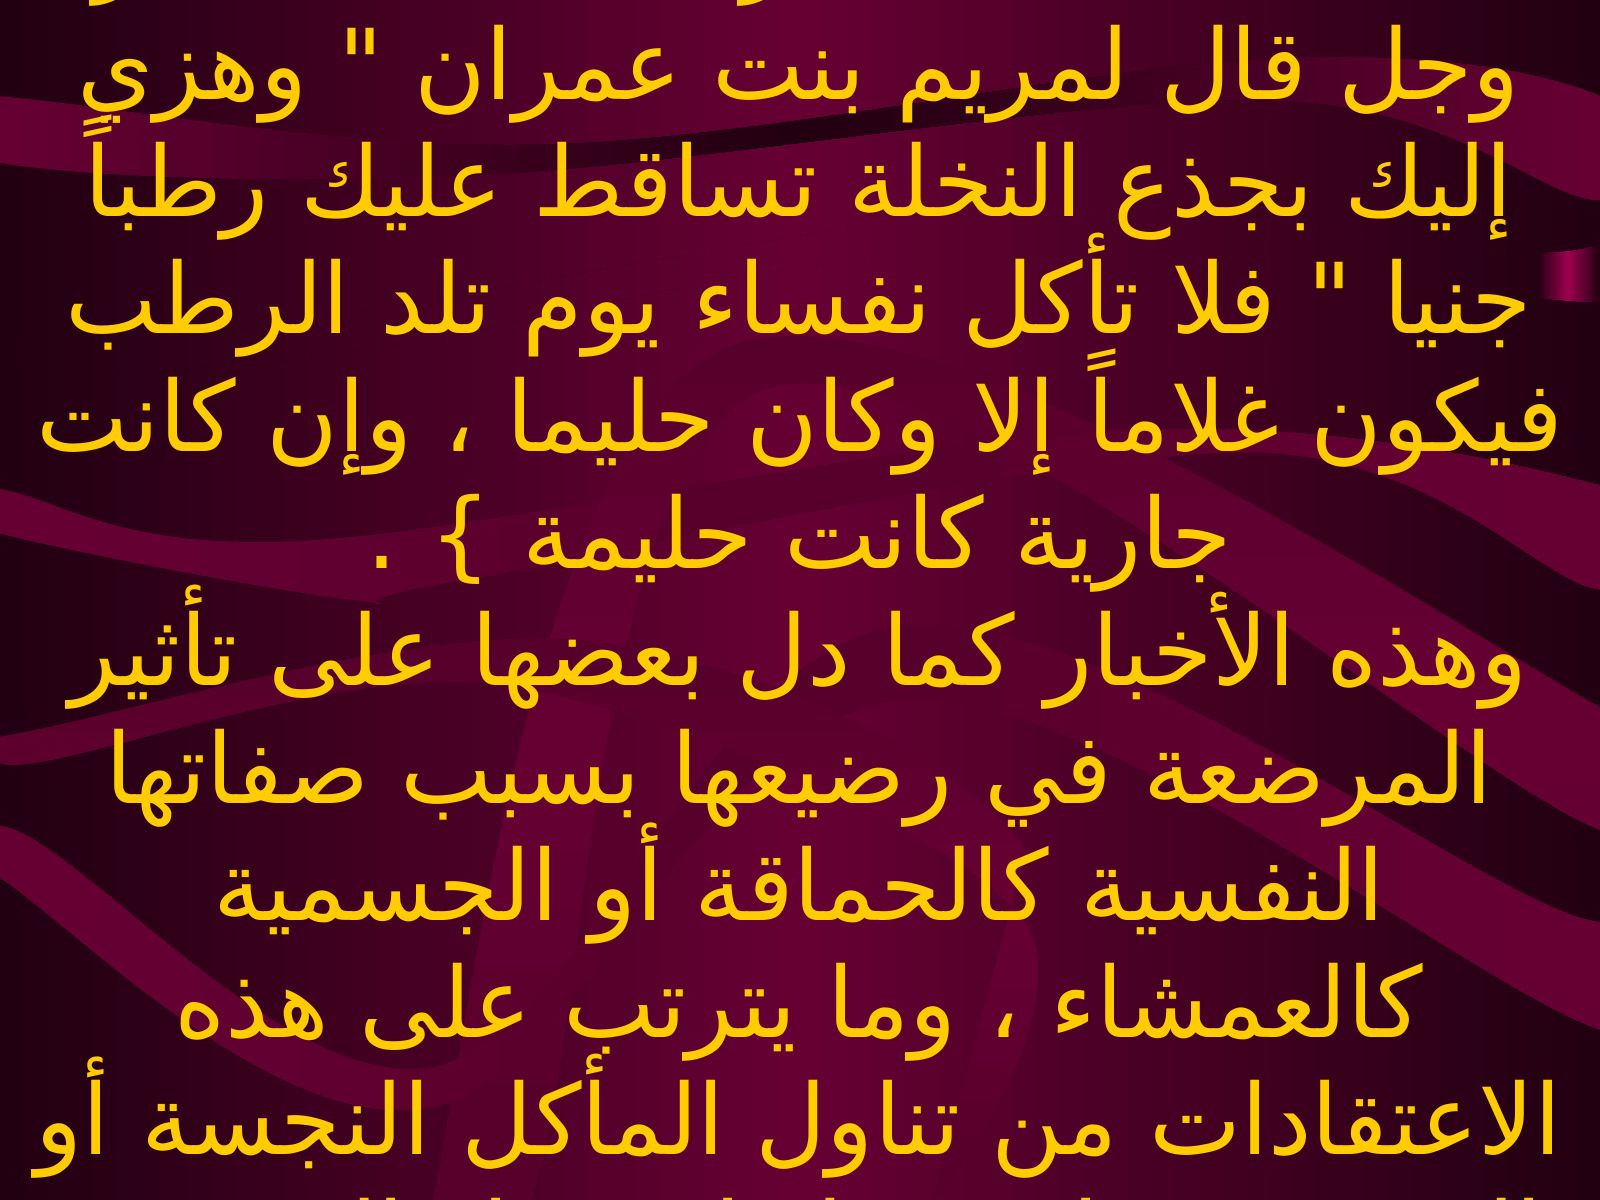 وجل قال لمريم بنت عمران " وهزي
إليك بجذع النخلة تساقط عليك رطباً
جنيا " فلا تأكل نفساء يوم تلد الرطب
فيكون غلاماً إلا وكان حليما ، وإن كانت
جارية كانت حليمة } .
وهذه الأخبار كما دل بعضها على تأثير
المرضعة في رضيعها بسبب صفاتها
النفسية كالحماقة أو الجسمية
كالعمشاء ، وما يترتب على هذه
الاعتقادات من تناول المأكل النجسة أو